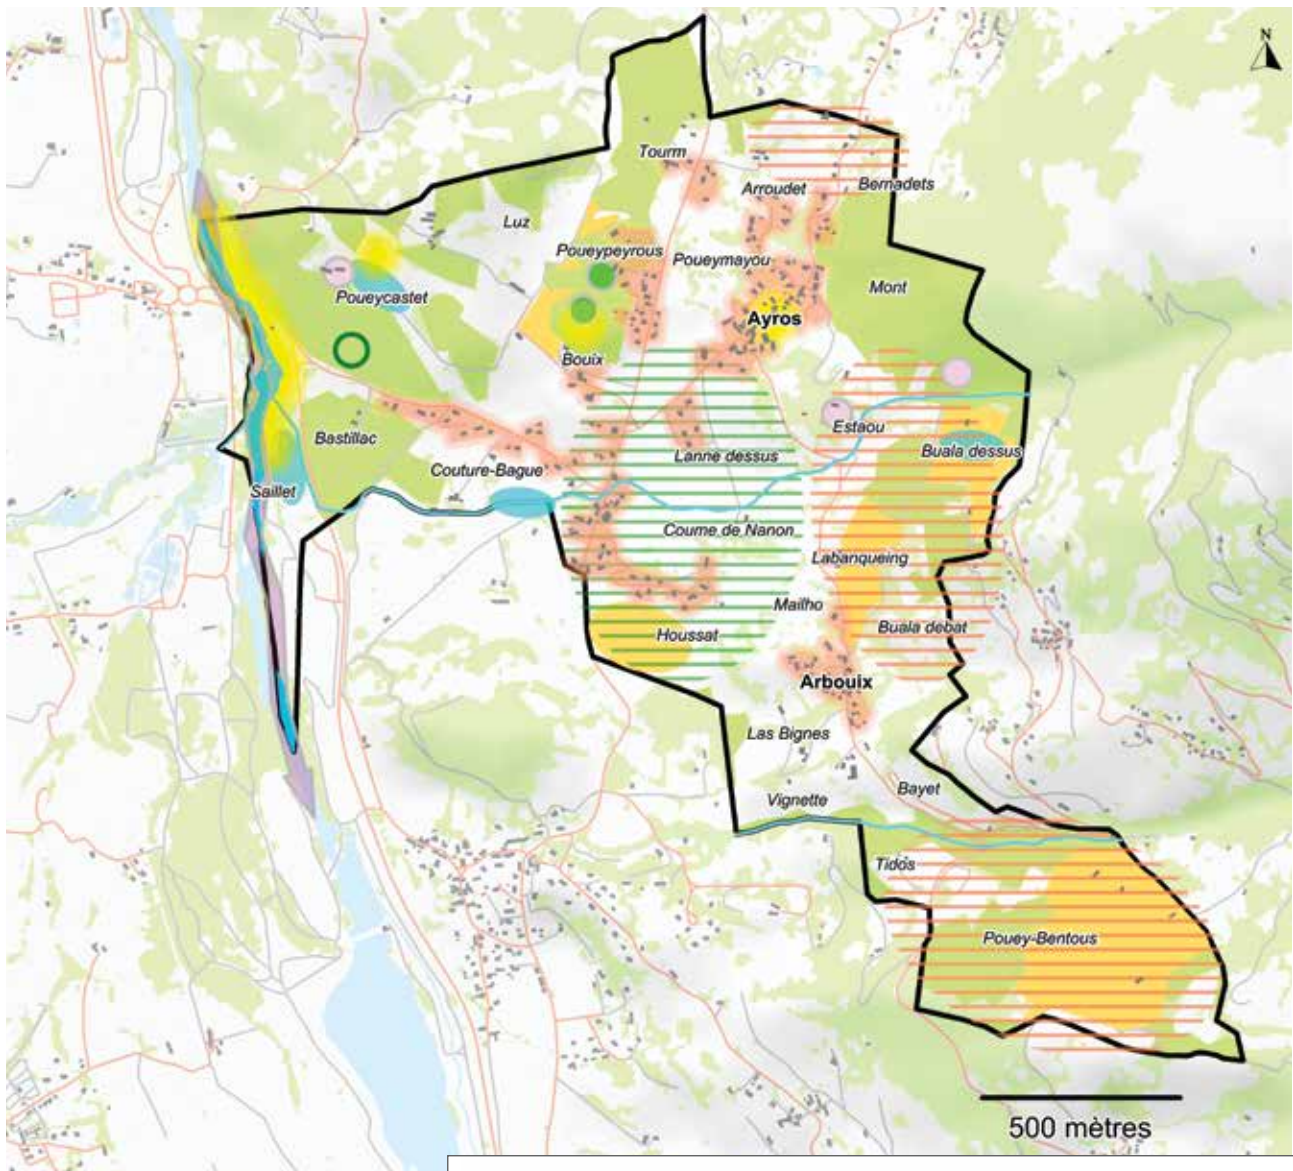 N
Tourm
Arroudet
Bernadets
Luz
Poueypeyrous
Poueymayou
Mont
Poueycastet
Ayros
Bouix
Estaou
Bastillac
Buala dessus
Lanne dessus
Couture-Bague
Saillet
Coume de Nanon
Labanqueing
Mailho
Buala debat
Houssat
Arbouix
Las Bignes
Bayet
Vignette
Tidos
Pouey-Bentous
500 mètres